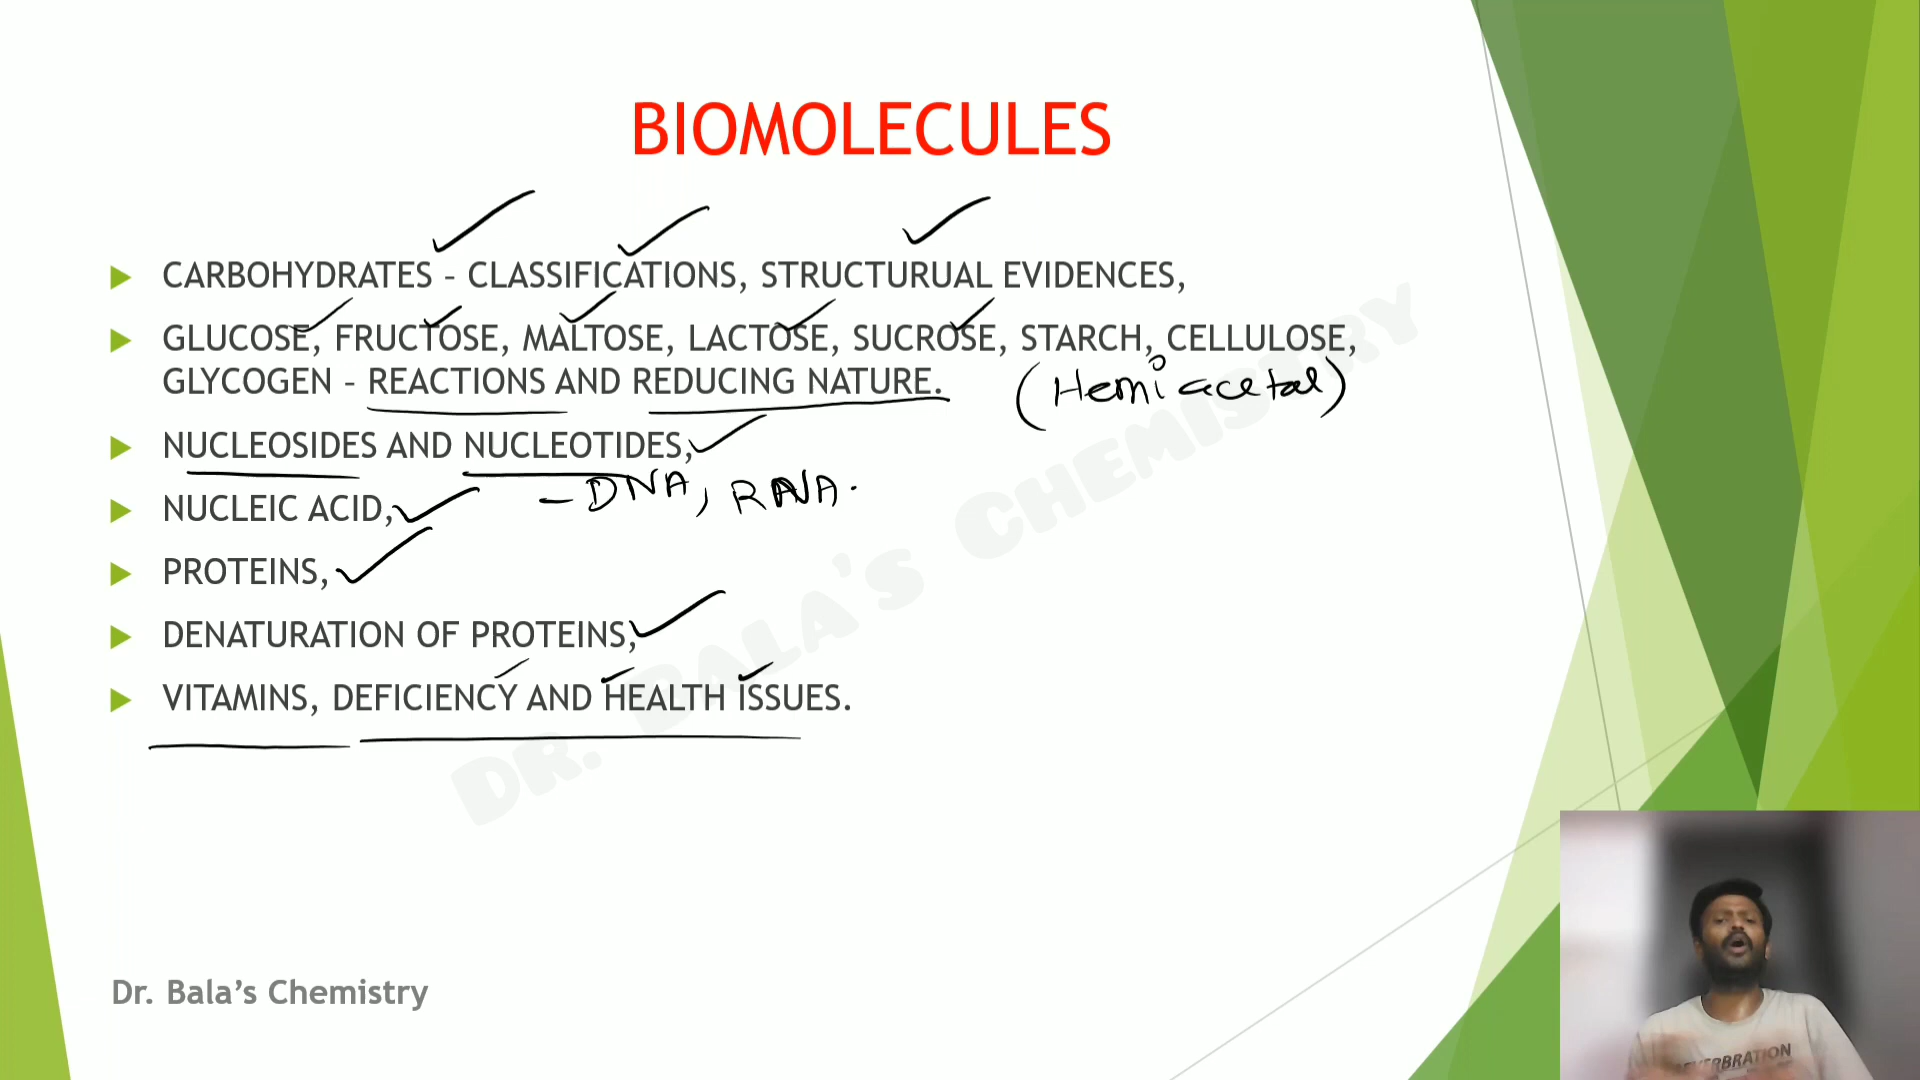 BIOMOLECULES
CARBOHYDRATES – CLASSIFICATIONS, STRUCTURUAL EVIDENCES,
GLUCOSE, FRUCTOSE, MALTOSE, LACTOSE, SUCROSE, STARCH, CELLULOSE,
GLYCOGEN – REACTIONS AND REDUCING NATURE. (Hemiacetal)
NUCLEOSIDES AND NUCLEOTIDES,
NUCLEIC ACID, – DNA, RNA.
PROTEINS,
DENATURATION OF PROTEINS,
VITAMINS, DEFICIENCY AND HEALTH ISSUES.
DR. BALA'S CHEMISTRY
Dr. Bala’s Chemistry